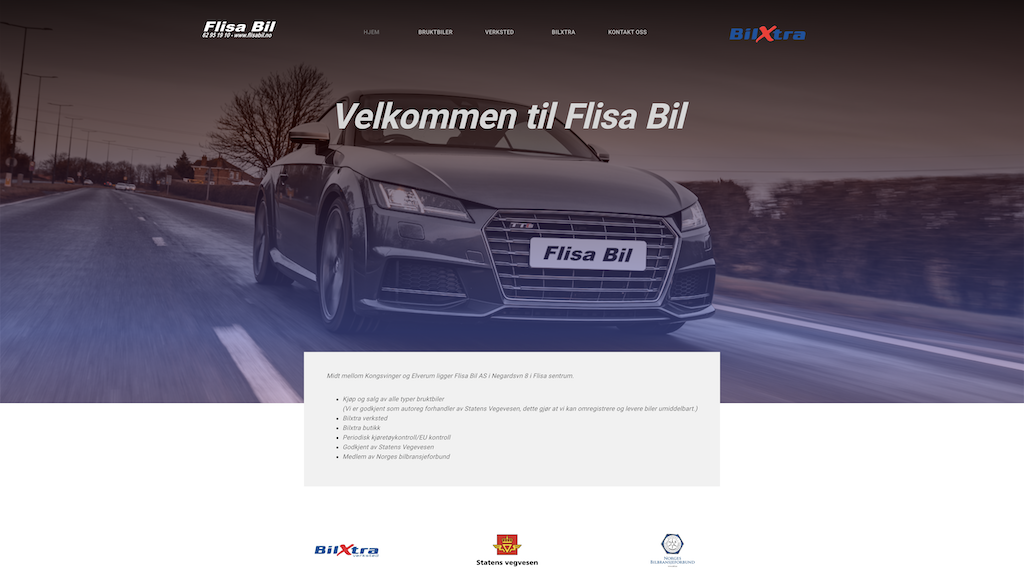 Flisa Bil
62 95 19 10 - www.flisabil.no
HJEM
BRUKTBILER
VERKSTED
BILXTRA
KONTAKT OSS
BilXtra
Velkommen til Flisa Bil
TTS
Flisa Bil
Midt mellom Kongsvinger og Elverum ligger Flisa Bil AS i Negardsvn 8 i Flisa sentrum.
Kjøp og salg av alle typer bruktbiler
(Vi er godkjent som autoreg forhandler av Statens Vegevesen, dette gjør at vi kan omregistrere og levere biler umiddelbart.)
Bilxtra verksted
Bilxtra butikk
Periodisk kjøretøykontroll/EU kontroll
Godkjent av Statens Vegevesen
Medlem av Norges bilbransjeforbund
BilXtra
verksted
Statens vegvesen
NORGES
BILBRANSJEFORBUND